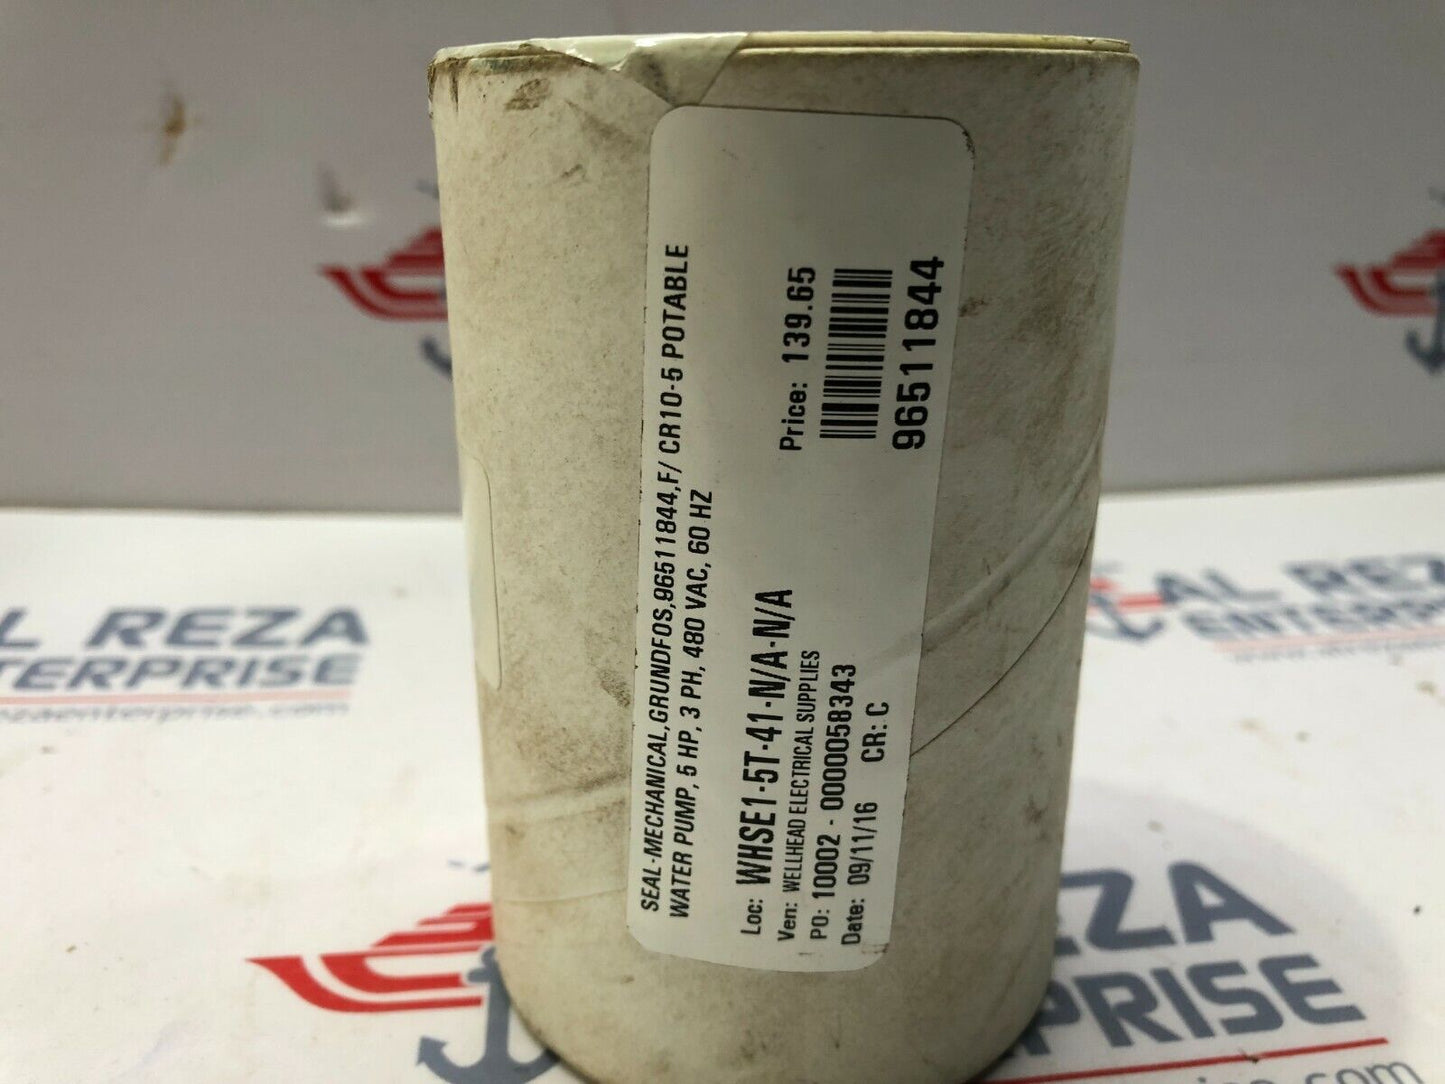 SEAL-MECHANICAL,GRUNDFOS,96511844,F/ CR10-5 POTABLE
WATER PUMP, 5 HP, 3 PH, 480 VAC, 60 HZ
Price: 139.65
96511844
Loc: WHSE1-5T-41-N/A-N/A
Ven: WELLHEAD ELECTRICAL SUPPLIES
PO: 10002 - 0000058343
Date: 09/11/16 CR: C
AL REZA
ENTERPRISE
AL REZA
ENTERPRISE